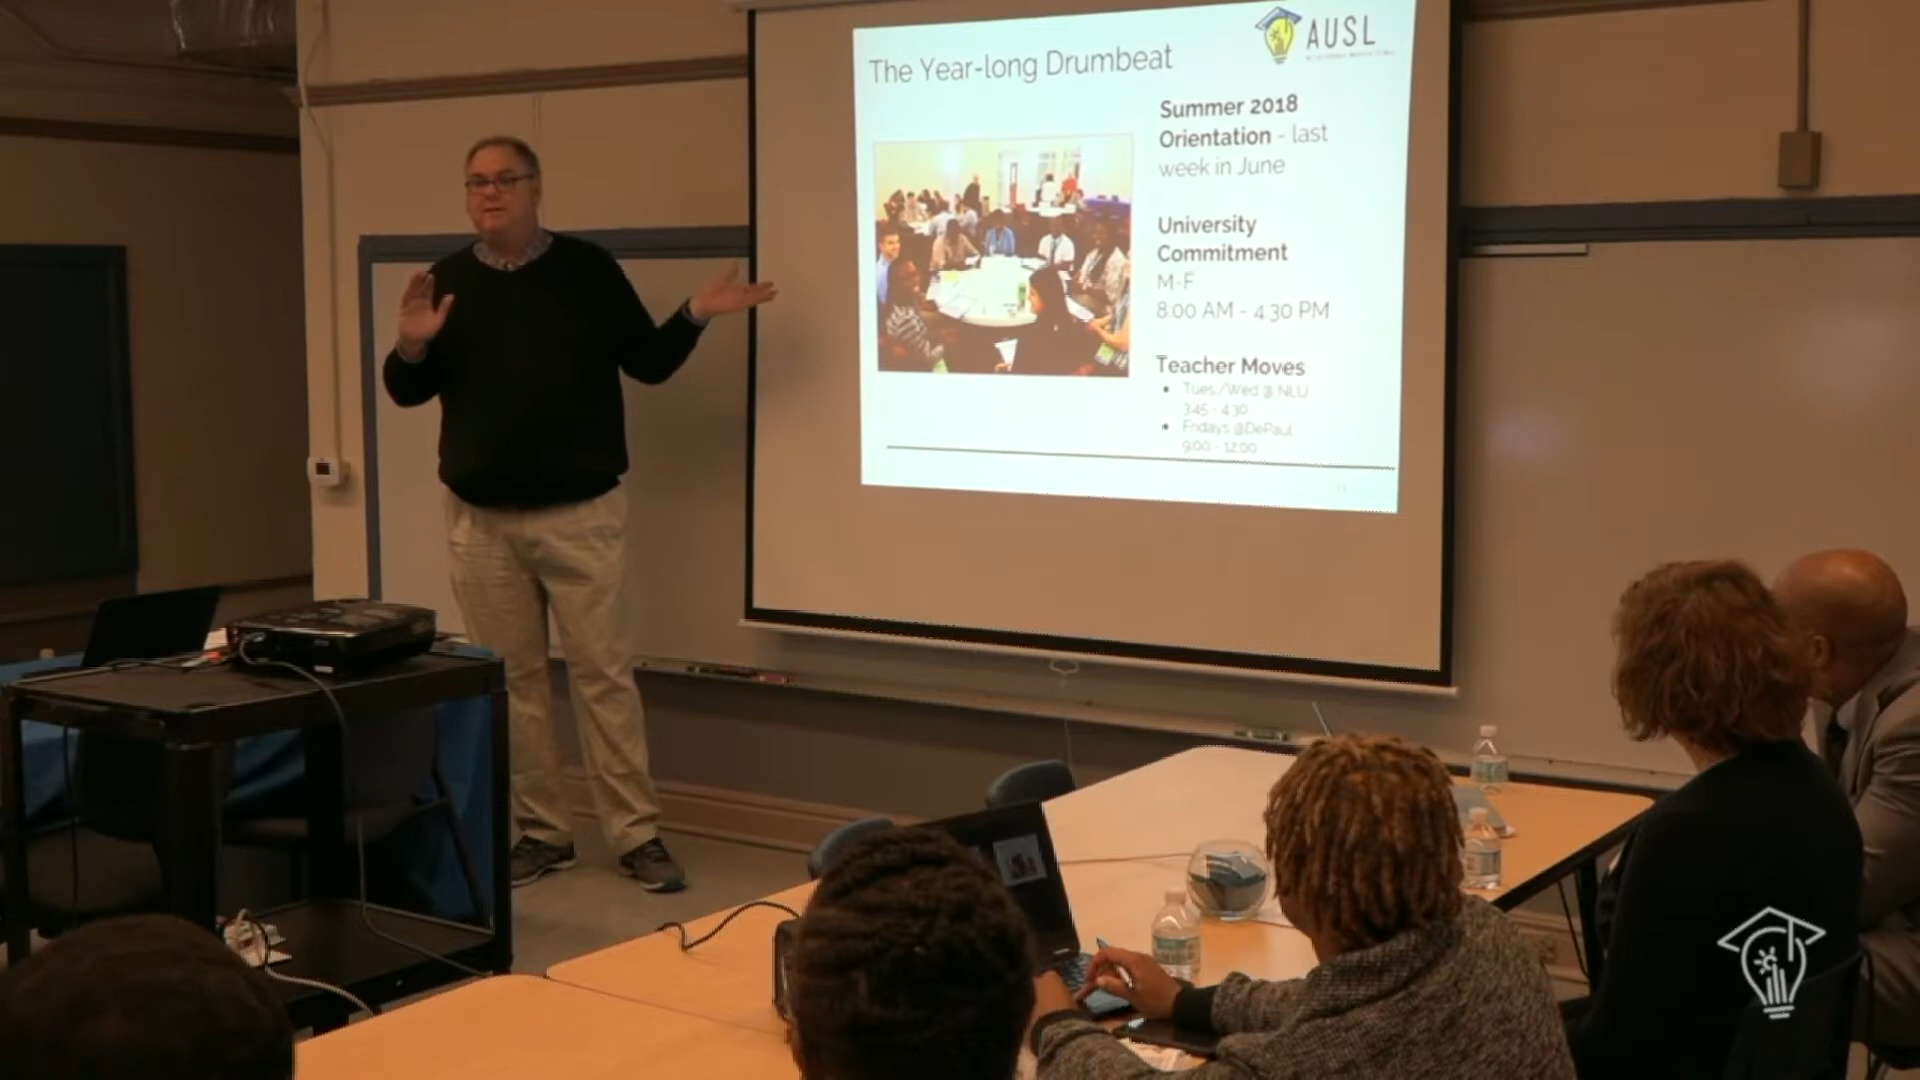 The Year-long Drumbeat
AUSL
Summer 2018
Orientation - last
week in June
University
Commitment
M-F
8:00 AM - 4:30 PM
Teacher Moves
• Tues./Wed @ NLU
3:45 - 4:30
• Fridays @DePaul
9:00 - 12:00